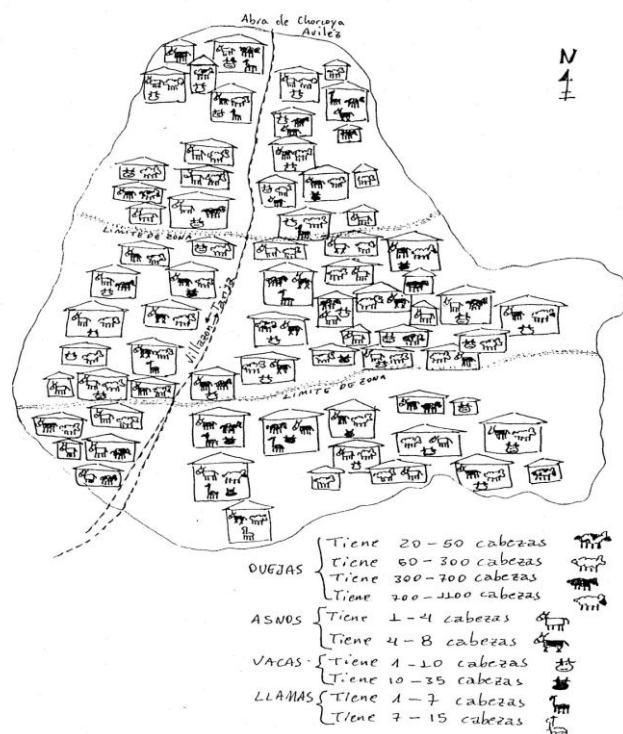 Abra de Chorcoya
Avilez
N
LIMITE DE ZONA
Villazon Tarija
LIMITE DE ZONA
OVEJAS
Tiene 20-50 cabezas
Tiene 50-300 cabezas
Tiene 300-700 cabezas
Tiene 700-1100 cabezas
ASNOS
Tiene 1-4 cabezas
Tiene 4-8 cabezas
VACAS
Tiene 1-10 cabezas
Tiene 10-35 cabezas
LLAMAS
Tiene 1-7 cabezas
Tiene 7-15 cabezas